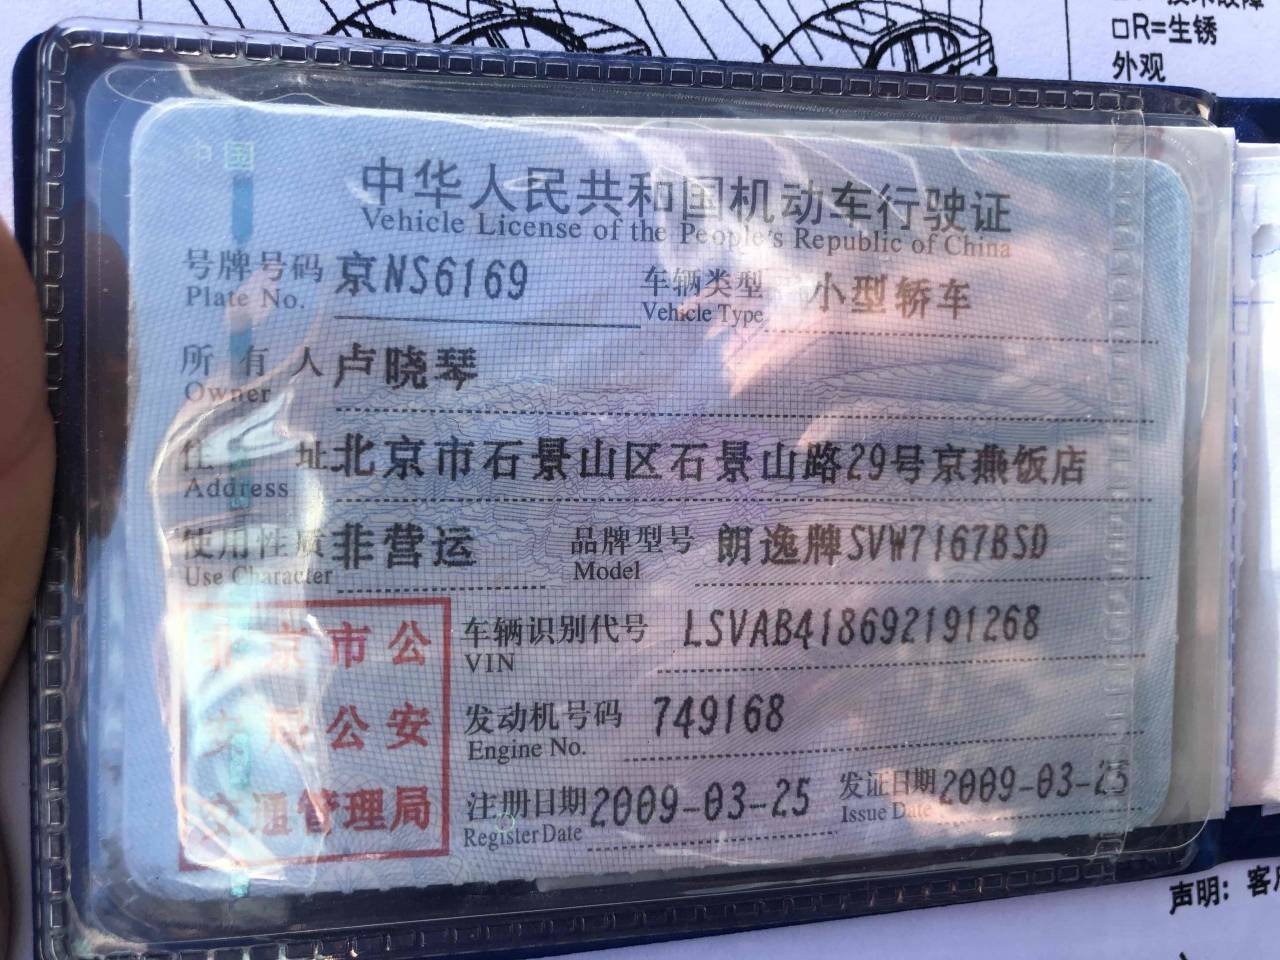 □R=生锈
外观
中国
中华人民共和国机动车行驶证
Vehicle License of the People's Republic of China
号牌号码 京NS6169 车辆类型 小型轿车
Plate No. Vehicle Type
所有人 卢晓琴
Owner
住址 北京市石景山区石景山路29号京燕饭店
Address
使用性质 非营运 品牌型号 朗逸牌SVW7167BSD
Use Character Model
北京市公
安局公安
交通管理局
车辆识别代号 LSVAB418692191268
VIN
发动机号码 749168
Engine No.
注册日期 2009-03-25 发证日期 2009-03-25
Register Date Issue Date
声明：客